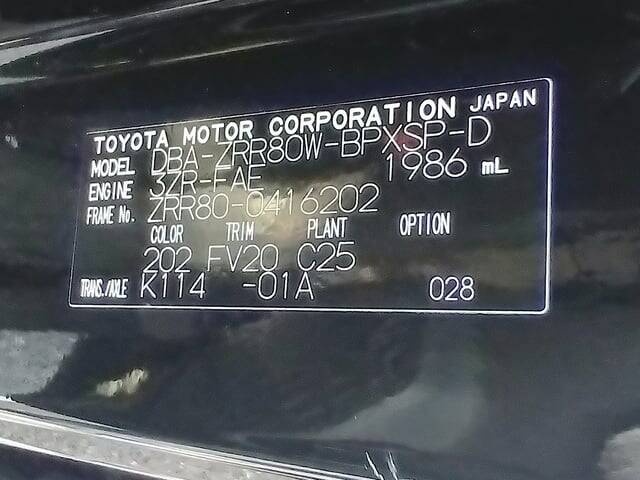 TOYOTA MOTOR CORPORATION JAPAN
MODEL DBA-ZRR80W-BPXSP-D
ENGINE 3ZR-FAE 1986 mL
FRAME No. ZRR80-0416202
COLOR TRIM PLANT OPTION
202 FV20 C25
TRANS./AXLE K114 -01A 028